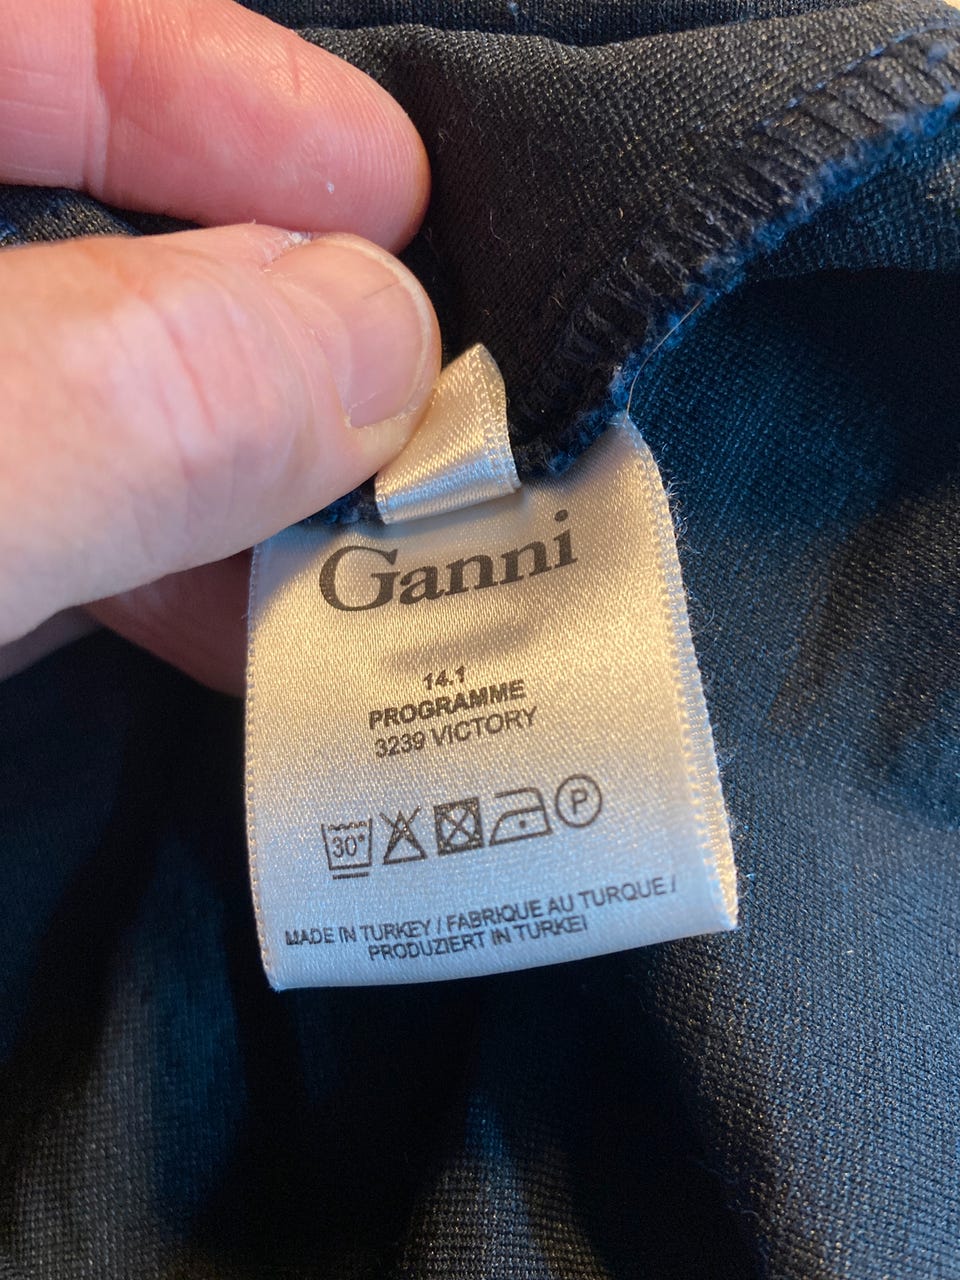 Ganni
14.1
PROGRAMME
3239 VICTORY
30°
P
MADE IN TURKEY / FABRIQUE AU TURQUE /
PRODUZIERT IN TURKEI